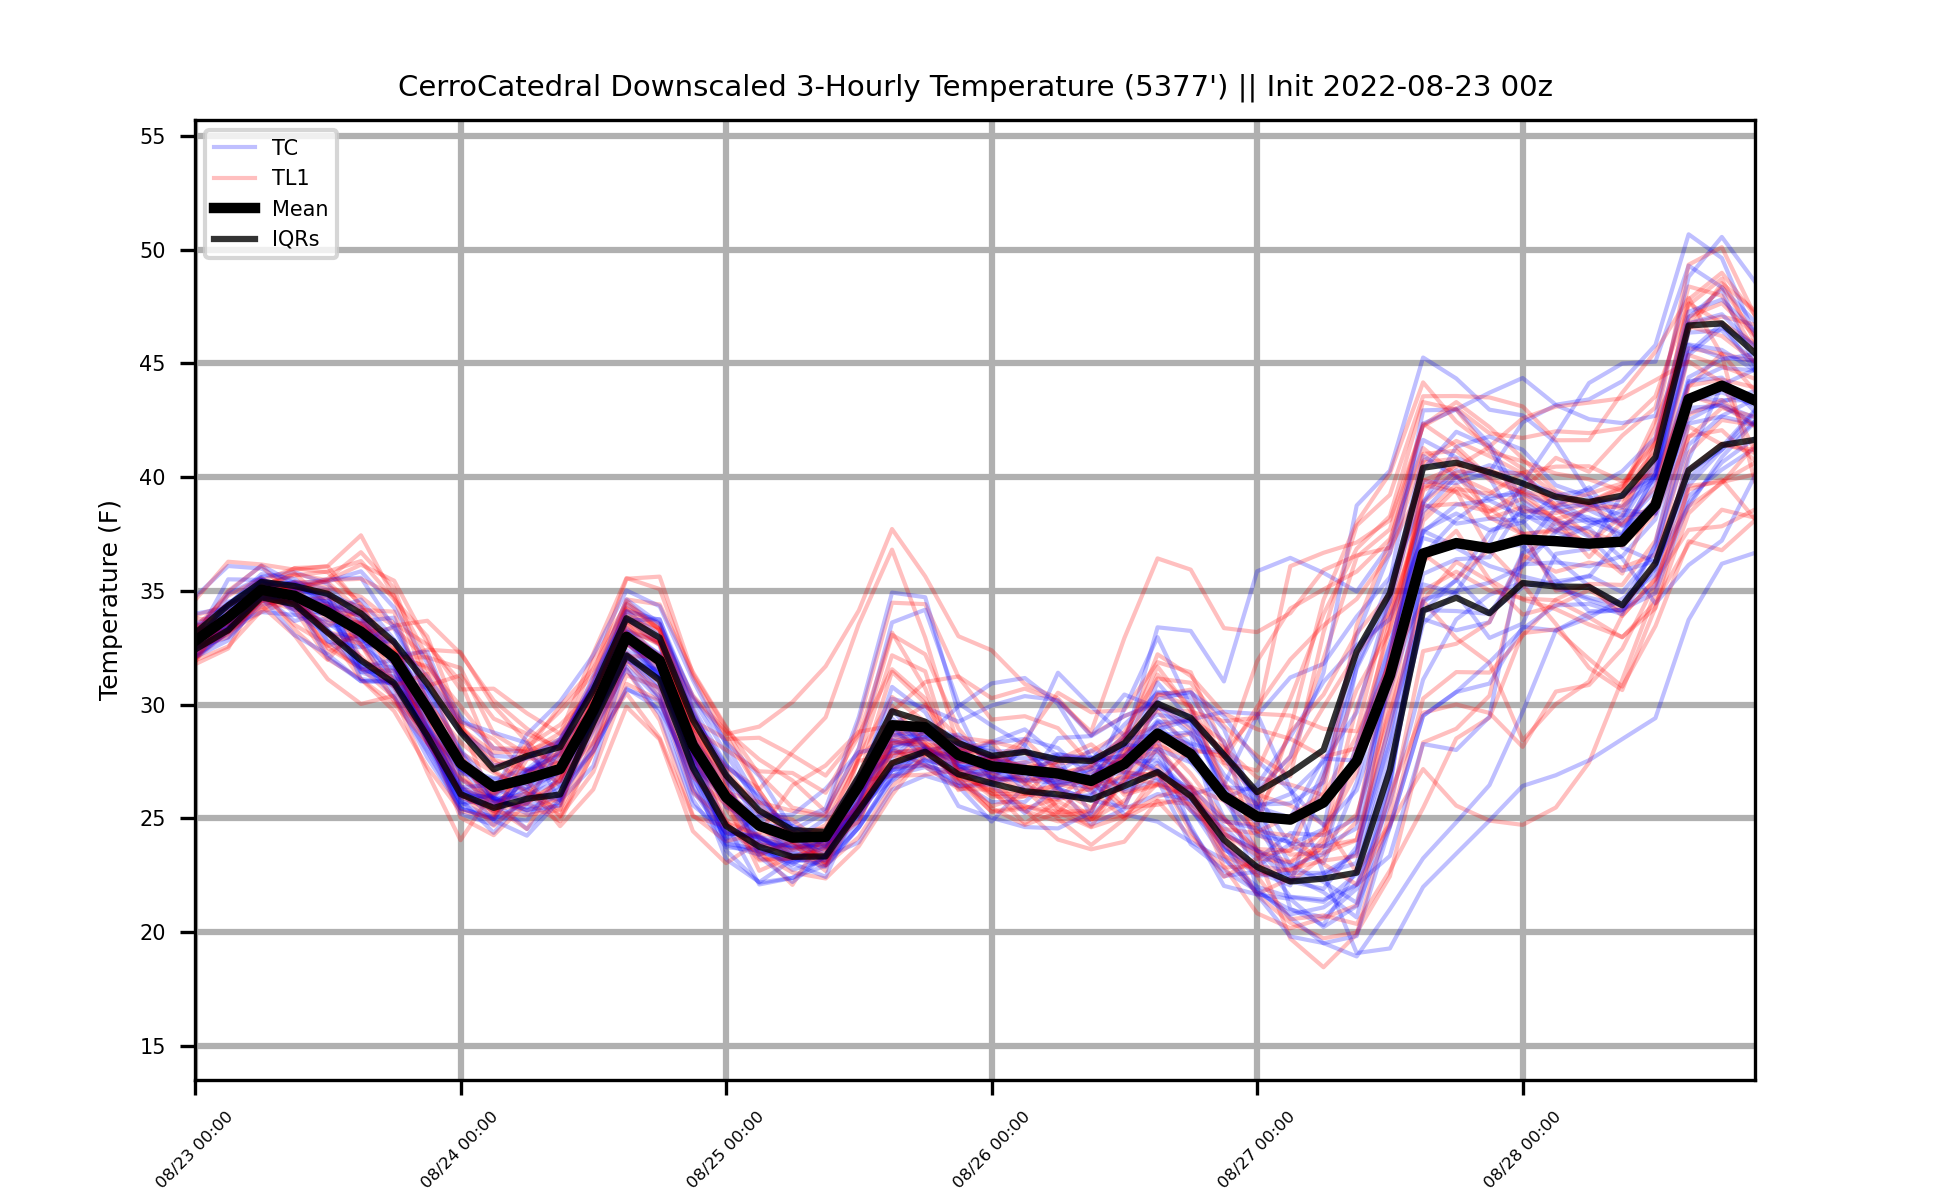 CerroCatedral Downscaled 3-Hourly Temperature (5377') || Init 2022-08-23 00z
TC
TL1
Mean
IQRs
Temperature (F)
55
50
45
40
35
30
25
20
15
08/23 00:00
08/24 00:00
08/25 00:00
08/26 00:00
08/27 00:00
08/28 00:00